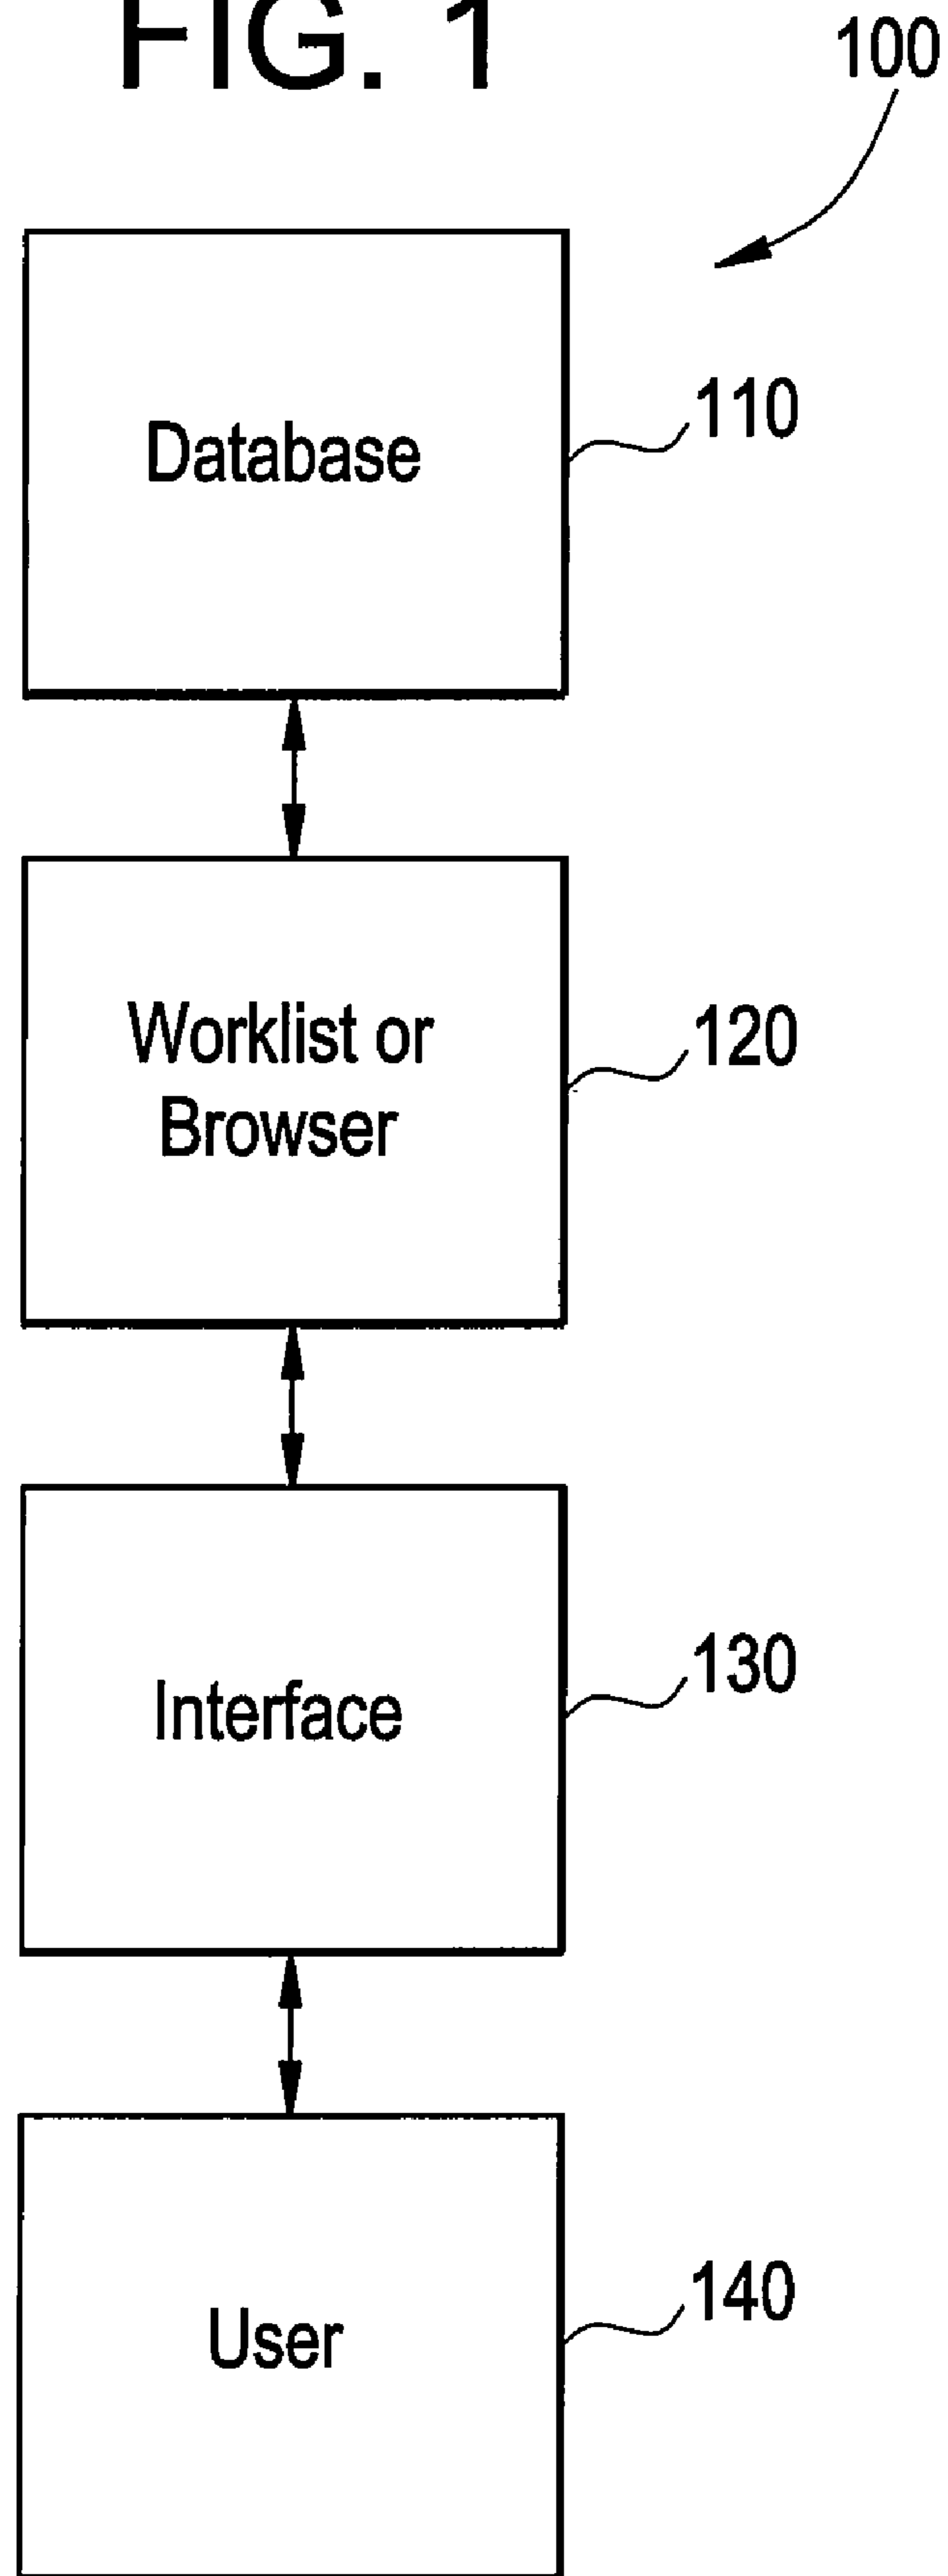 FIG. 1
100
Database
110
Worklist or
Browser
120
Interface
130
User
140